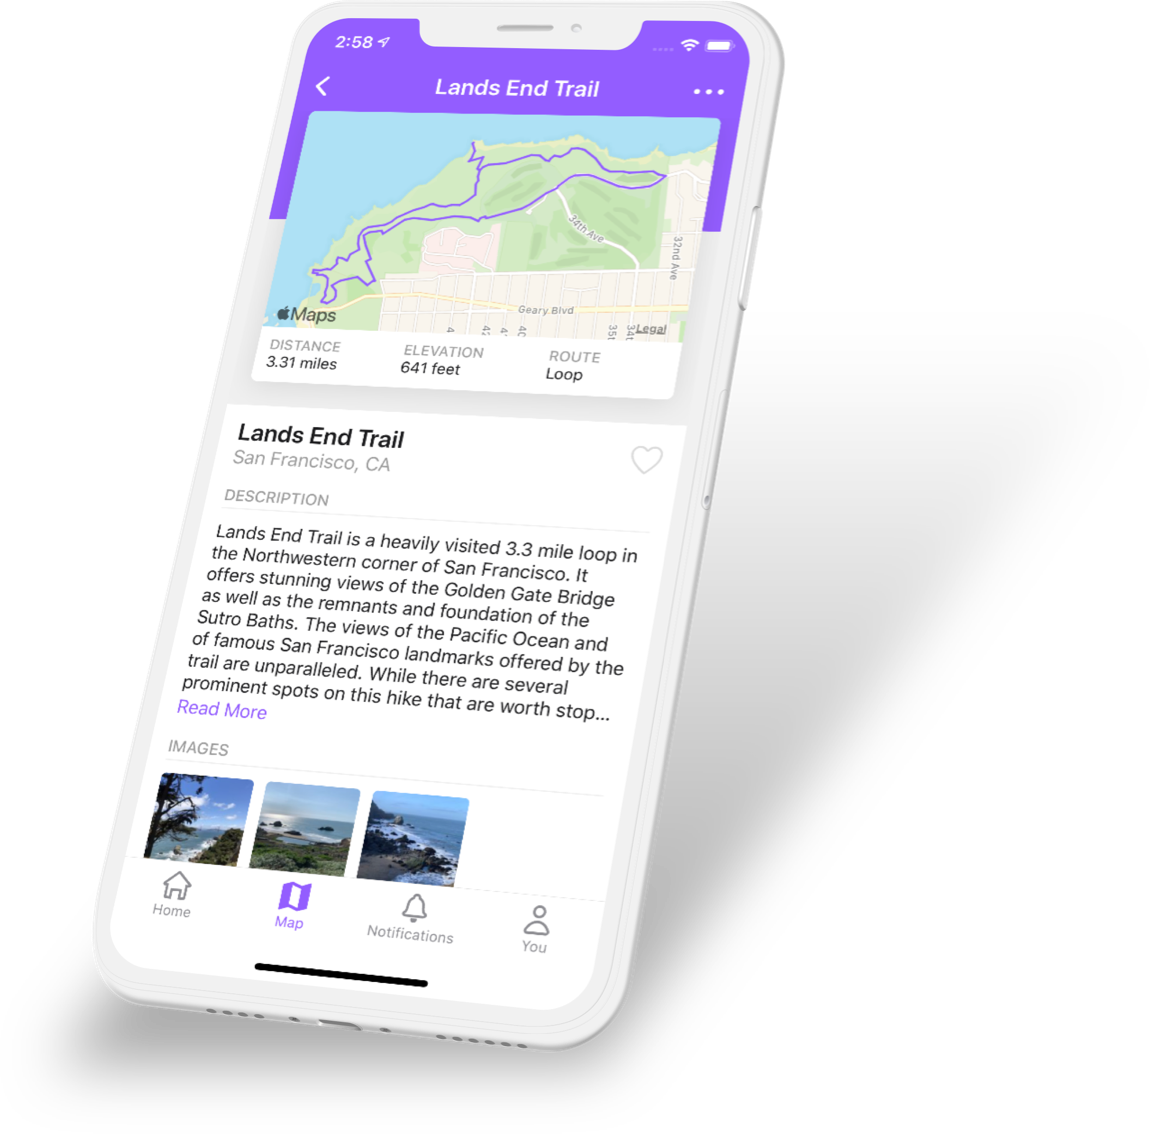 2:58
Lands End Trail
34th Ave
32nd Ave
Geary Blvd
Maps
Legal
DISTANCE ELEVATION ROUTE
3.31 miles 641 feet Loop
Lands End Trail
San Francisco, CA
DESCRIPTION
Lands End Trail is a heavily visited 3.3 mile loop in
the Northwestern corner of San Francisco. It
offers stunning views of the Golden Gate Bridge
as well as the remnants and foundation of the
Sutro Baths. The views of the Pacific Ocean and
of famous San Francisco landmarks offered by the
trail are unparalleled. While there are several
prominent spots on this hike that are worth stop...
Read More
IMAGES
Home Map Notifications You